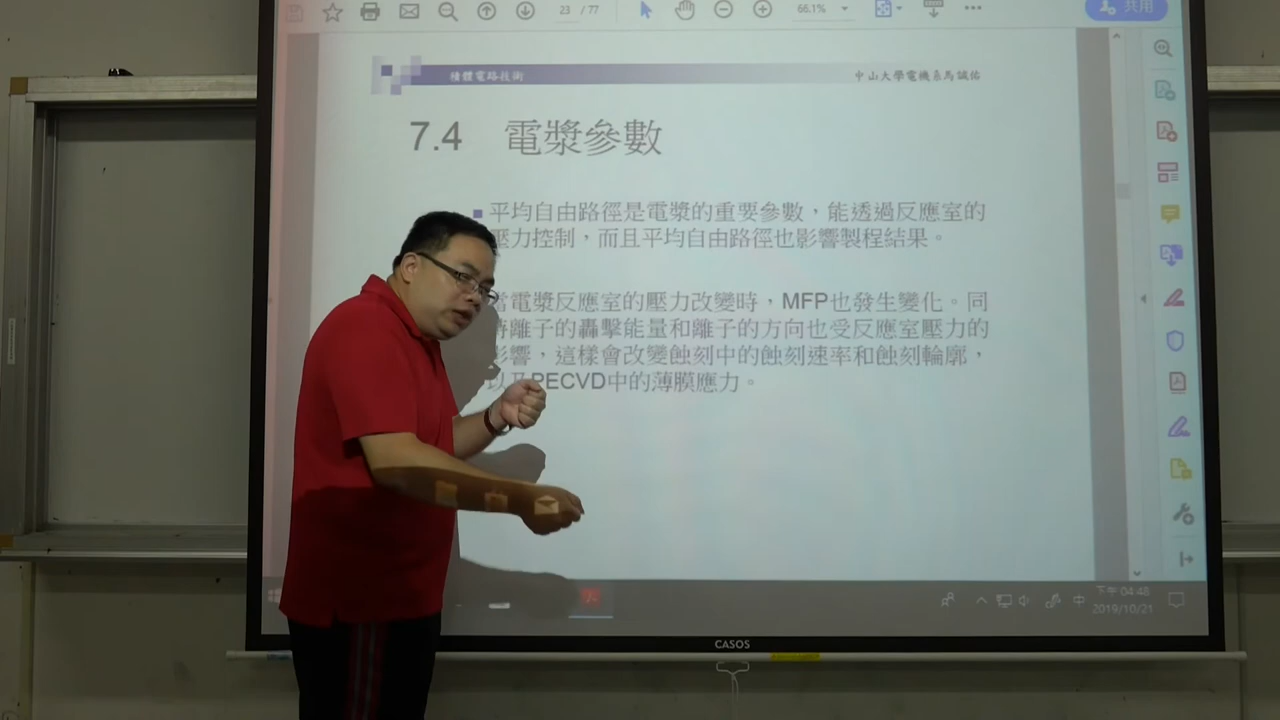 23 / 77
66.1%
共用
積體電路技術
中山大學電機系馬誠佑
7.4 電漿參數
平均自由路徑是電漿的重要參數，能透過反應室的
壓力控制，而且平均自由路徑也影響製程結果。
當電漿反應室的壓力改變時，MFP也發生變化。同
時離子的轟擊能量和離子的方向也受反應室壓力的
影響，這樣會改變蝕刻中的蝕刻速率和蝕刻輪廓，
以及PECVD中的薄膜應力。
中
下午 04:48
2019/10/21
CASOS